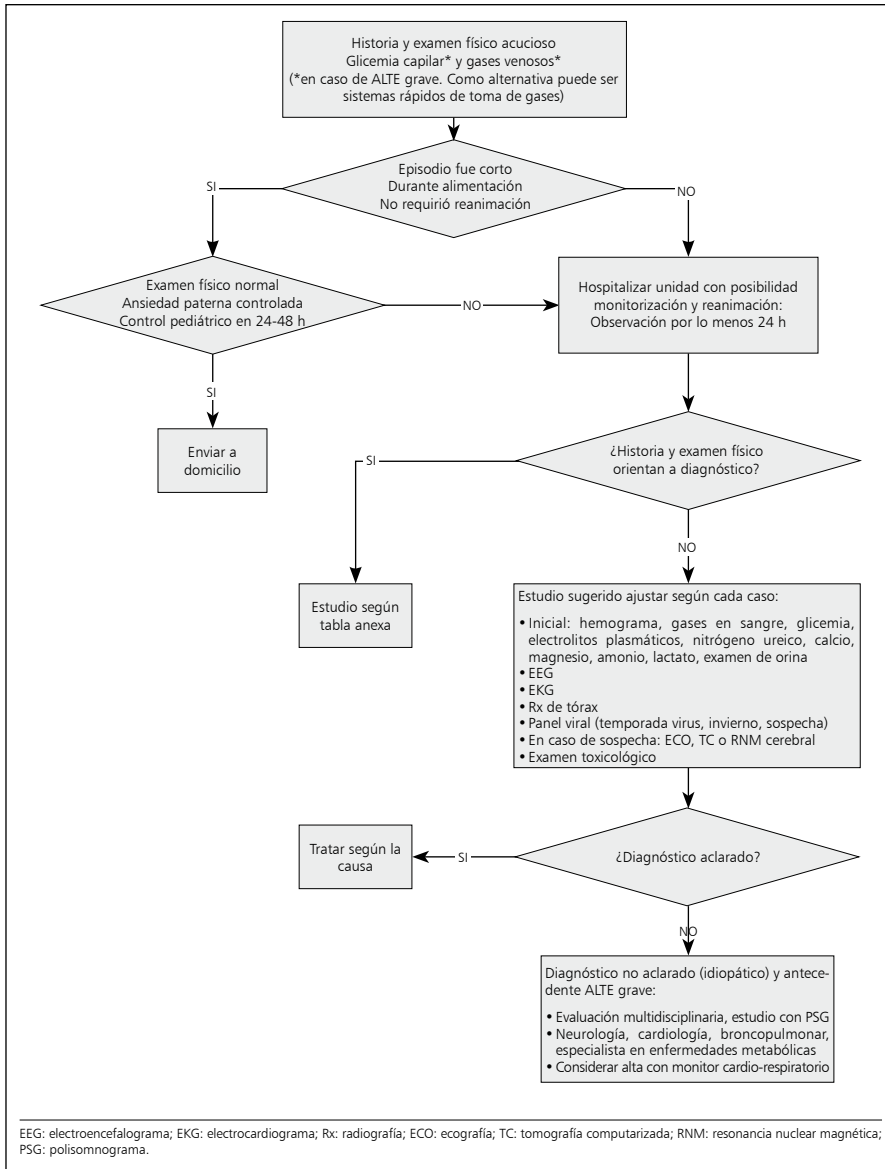 Historia y examen físico acucioso
Glicemia capilar* y gases venosos*
(*en caso de ALTE grave. Como alternativa puede ser
sistemas rápidos de toma de gases)
Episodio fue corto
Durante alimentación
No requirió reanimación
SI
NO
Examen físico normal
Ansiedad paterna controlada
Control pediátrico en 24-48 h
NO
Hospitalizar unidad con posibilidad
monitorización y reanimación:
Observación por lo menos 24 h
SI
Enviar a
domicilio
¿Historia y examen físico
orientan a diagnóstico?
SI
NO
Estudio según
tabla anexa
Estudio sugerido ajustar según cada caso:
• Inicial: hemograma, gases en sangre, glicemia,
electrolitos plasmáticos, nitrógeno ureico, calcio,
magnesio, amonio, lactato, examen de orina
• EEG
• EKG
• Rx de tórax
• Panel viral (temporada virus, invierno, sospecha)
• En caso de sospecha: ECO, TC o RNM cerebral
• Examen toxicológico
¿Diagnóstico aclarado?
SI
Tratar según la
causa
NO
Diagnóstico no aclarado (idiopático) y antece-
dente ALTE grave:
• Evaluación multidisciplinaria, estudio con PSG
• Neurología, cardiología, broncopulmonar,
especialista en enfermedades metabólicas
• Considerar alta con monitor cardio-respiratorio
EEG: electroencefalograma; EKG: electrocardiograma; Rx: radiografía; ECO: ecografía; TC: tomografía computarizada; RNM: resonancia nuclear magnética;
PSG: polisomnograma.